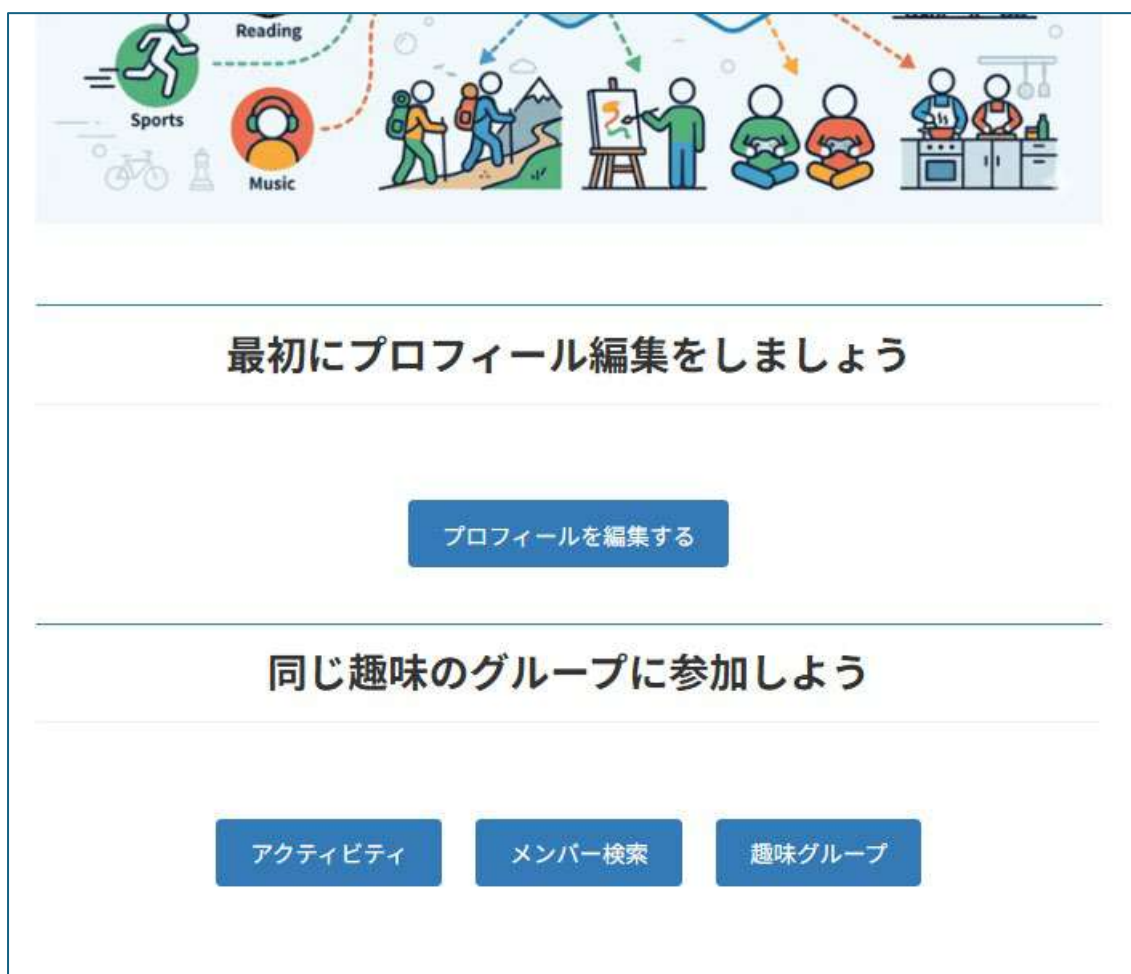 Reading
Sports
Music
最初にプロフィール編集をしましょう
プロフィールを編集する
同じ趣味のグループに参加しよう
アクティビティ
メンバー検索
趣味グループ